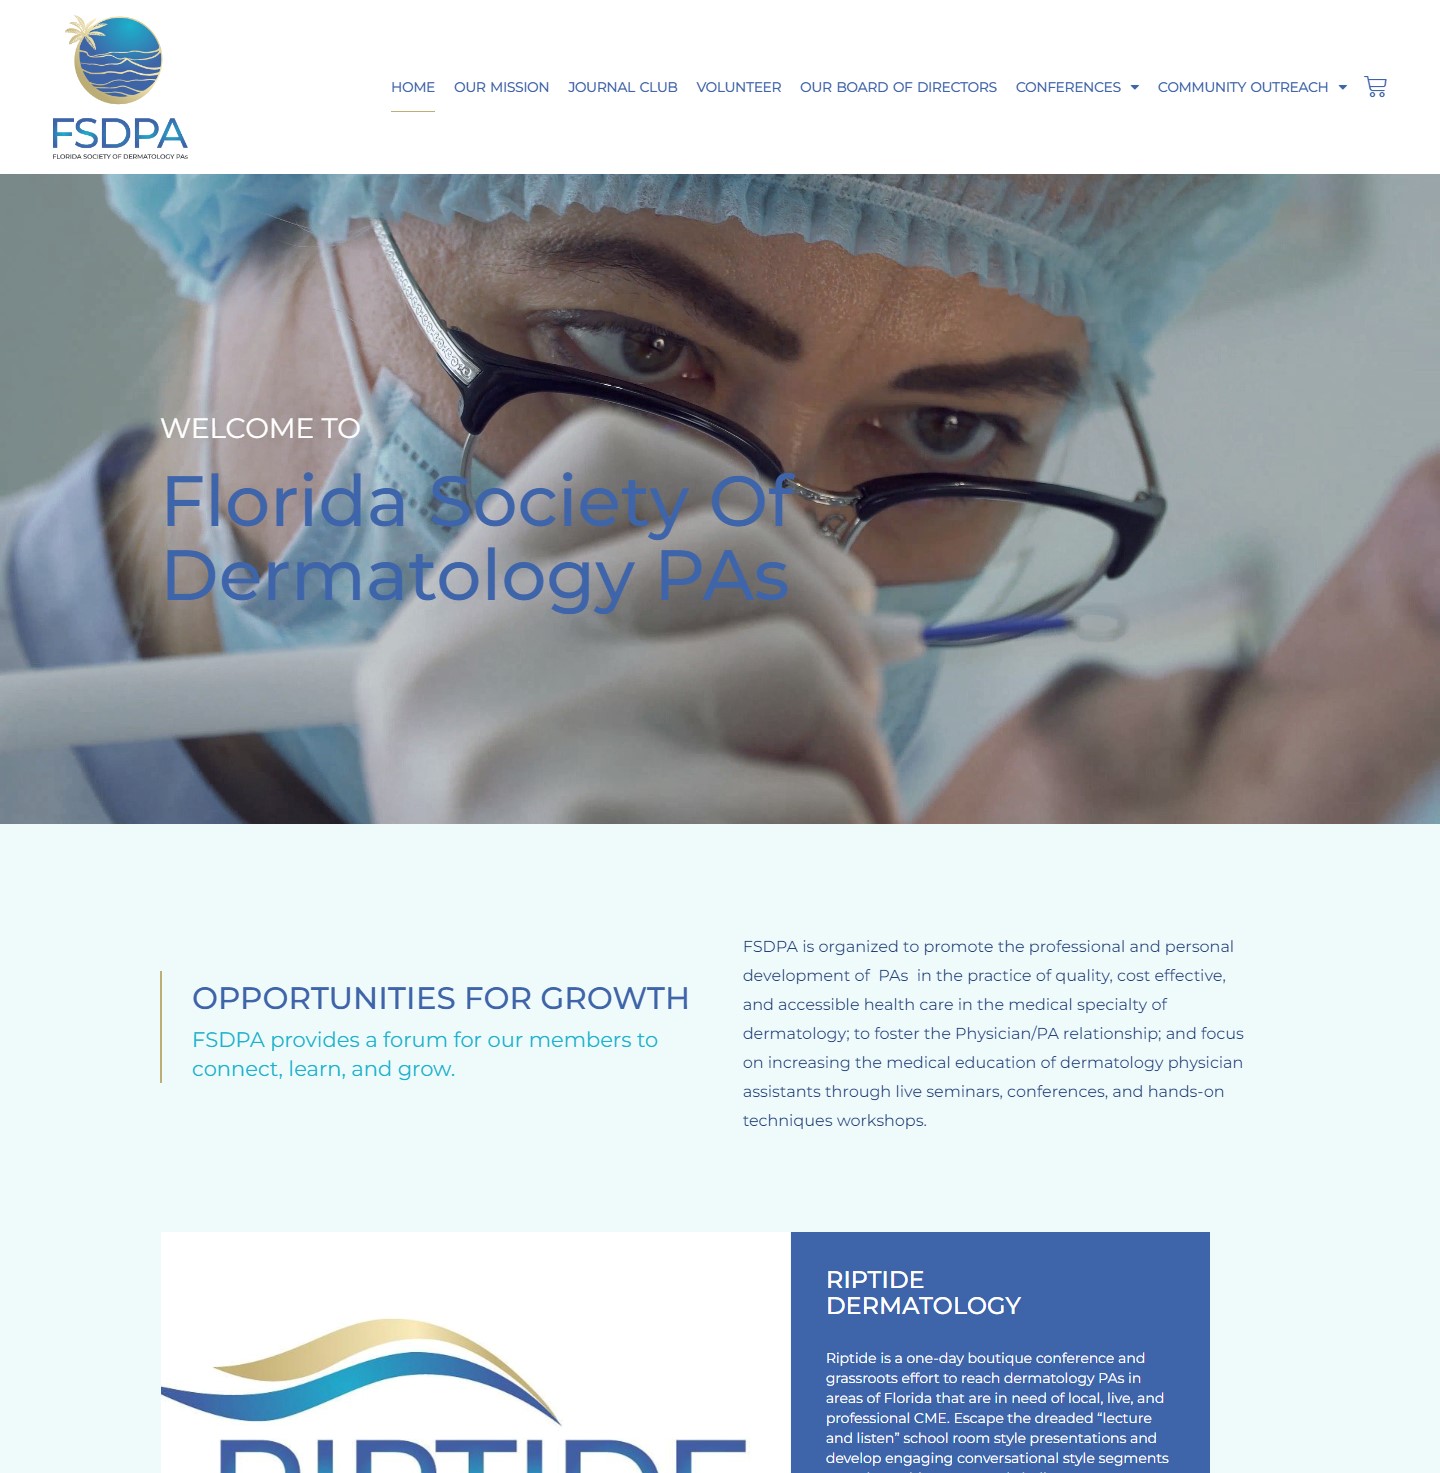 FSDPA
FLORIDA SOCIETY OF DERMATOLOGY PAs
HOME
OUR MISSION
JOURNAL CLUB
VOLUNTEER
OUR BOARD OF DIRECTORS
CONFERENCES
COMMUNITY OUTREACH
WELCOME TO
Florida Society Of
Dermatology PAs
OPPORTUNITIES FOR GROWTH
FSDPA provides a forum for our members to
connect, learn, and grow.
FSDPA is organized to promote the professional and personal
development of  PAs  in the practice of quality, cost effective,
and accessible health care in the medical specialty of
dermatology; to foster the Physician/PA relationship; and focus
on increasing the medical education of dermatology physician
assistants through live seminars, conferences, and hands-on
techniques workshops.
RIPTIDE
RIPTIDE
DERMATOLOGY
Riptide is a one-day boutique conference and
grassroots effort to reach dermatology PAs in
areas of Florida that are in need of local, live, and
professional CME. Escape the dreaded “lecture
and listen” school room style presentations and
develop engaging conversational style segments